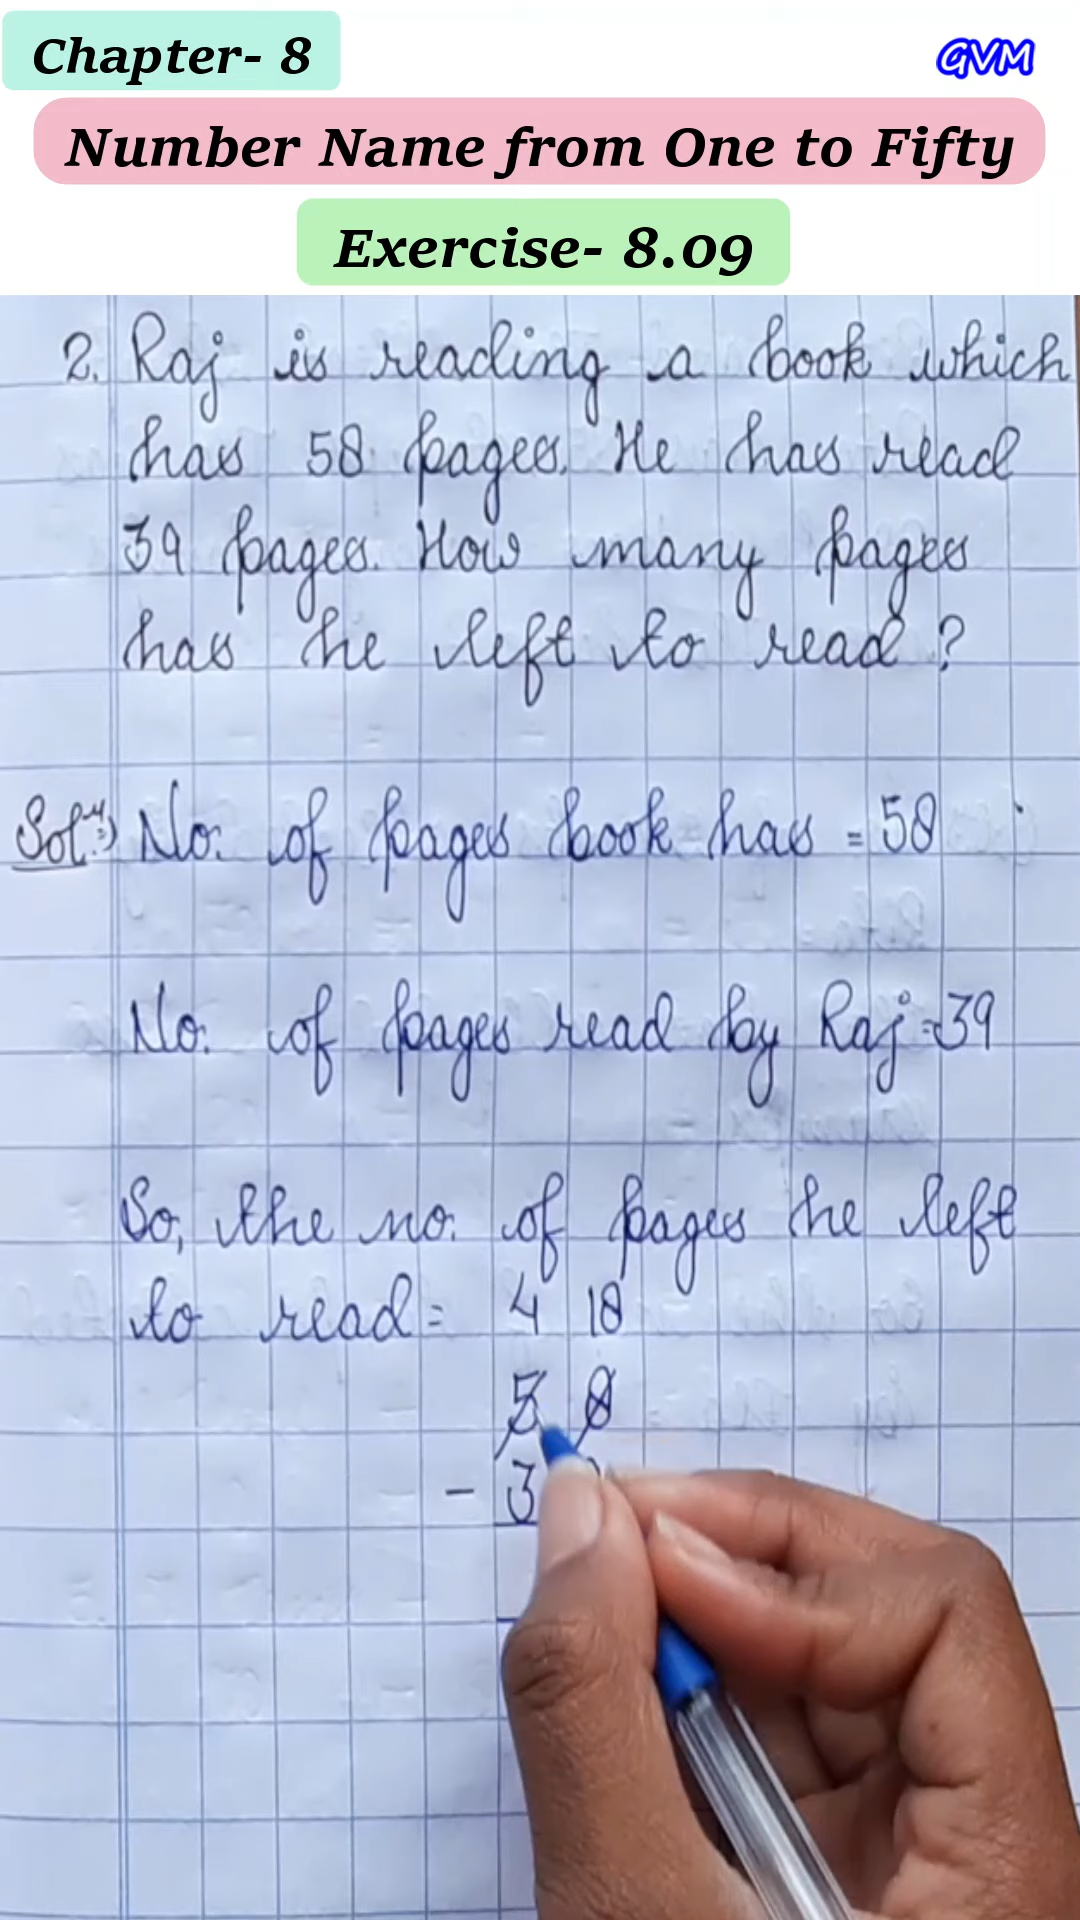 Chapter- 8
GVM
Number Name from One to Fifty
Exercise- 8.09
2. Raj is reading a book which
has 58 pages. He has read
39 pages. How many pages
has he left to read?
Solⁿ:) No. of pages book has = 58
No. of pages read by Raj = 39
So, the no. of pages he left
to read = 4 18
5 8
- 3